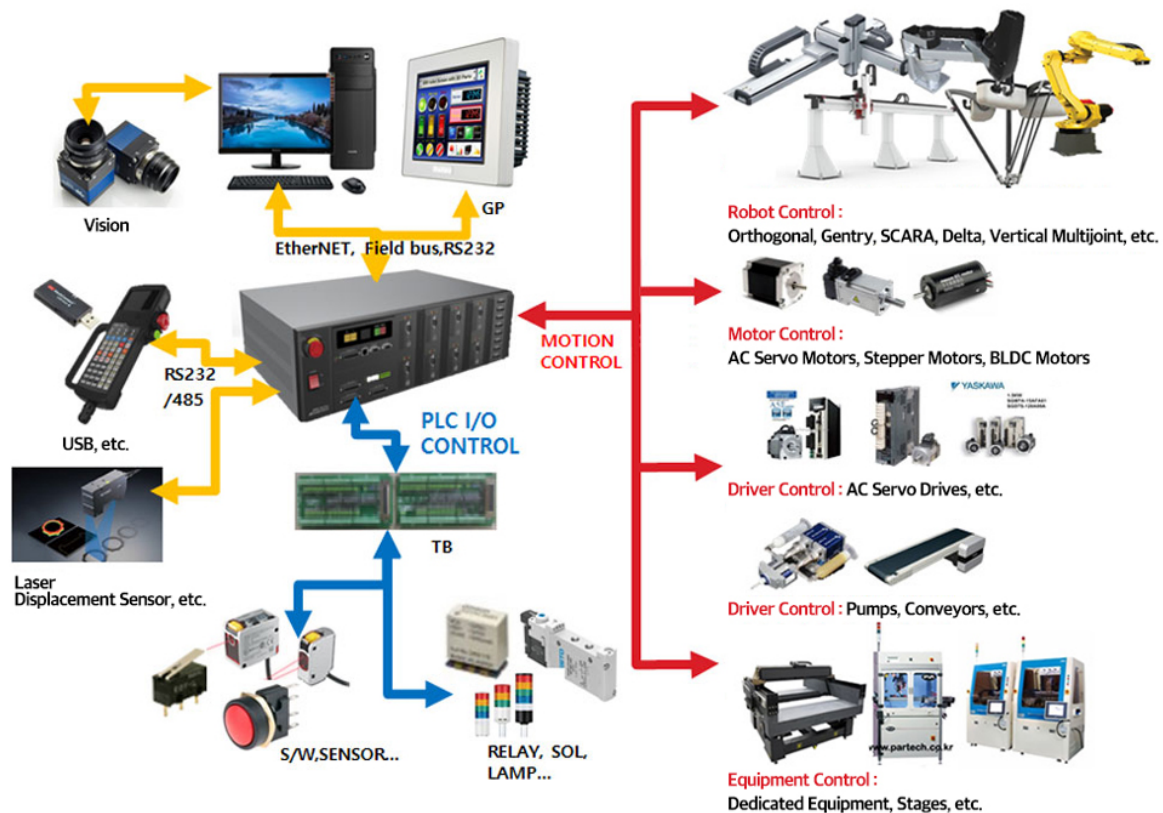 Vision
GP
EtherNET, Field bus,RS232
RS232
/485
USB, etc.
MOTION
CONTROL
PLC I/O
CONTROL
TB
Laser
Displacement Sensor, etc.
S/W,SENSOR...
RELAY, SOL,
LAMP...
Robot Control :
Orthogonal, Gentry, SCARA, Delta, Vertical Multijoint, etc.
Motor Control :
AC Servo Motors, Stepper Motors, BLDC Motors
YASKAWA
Driver Control : AC Servo Drives, etc.
Driver Control : Pumps, Conveyors, etc.
www.partech.co.kr
Equipment Control :
Dedicated Equipment, Stages, etc.